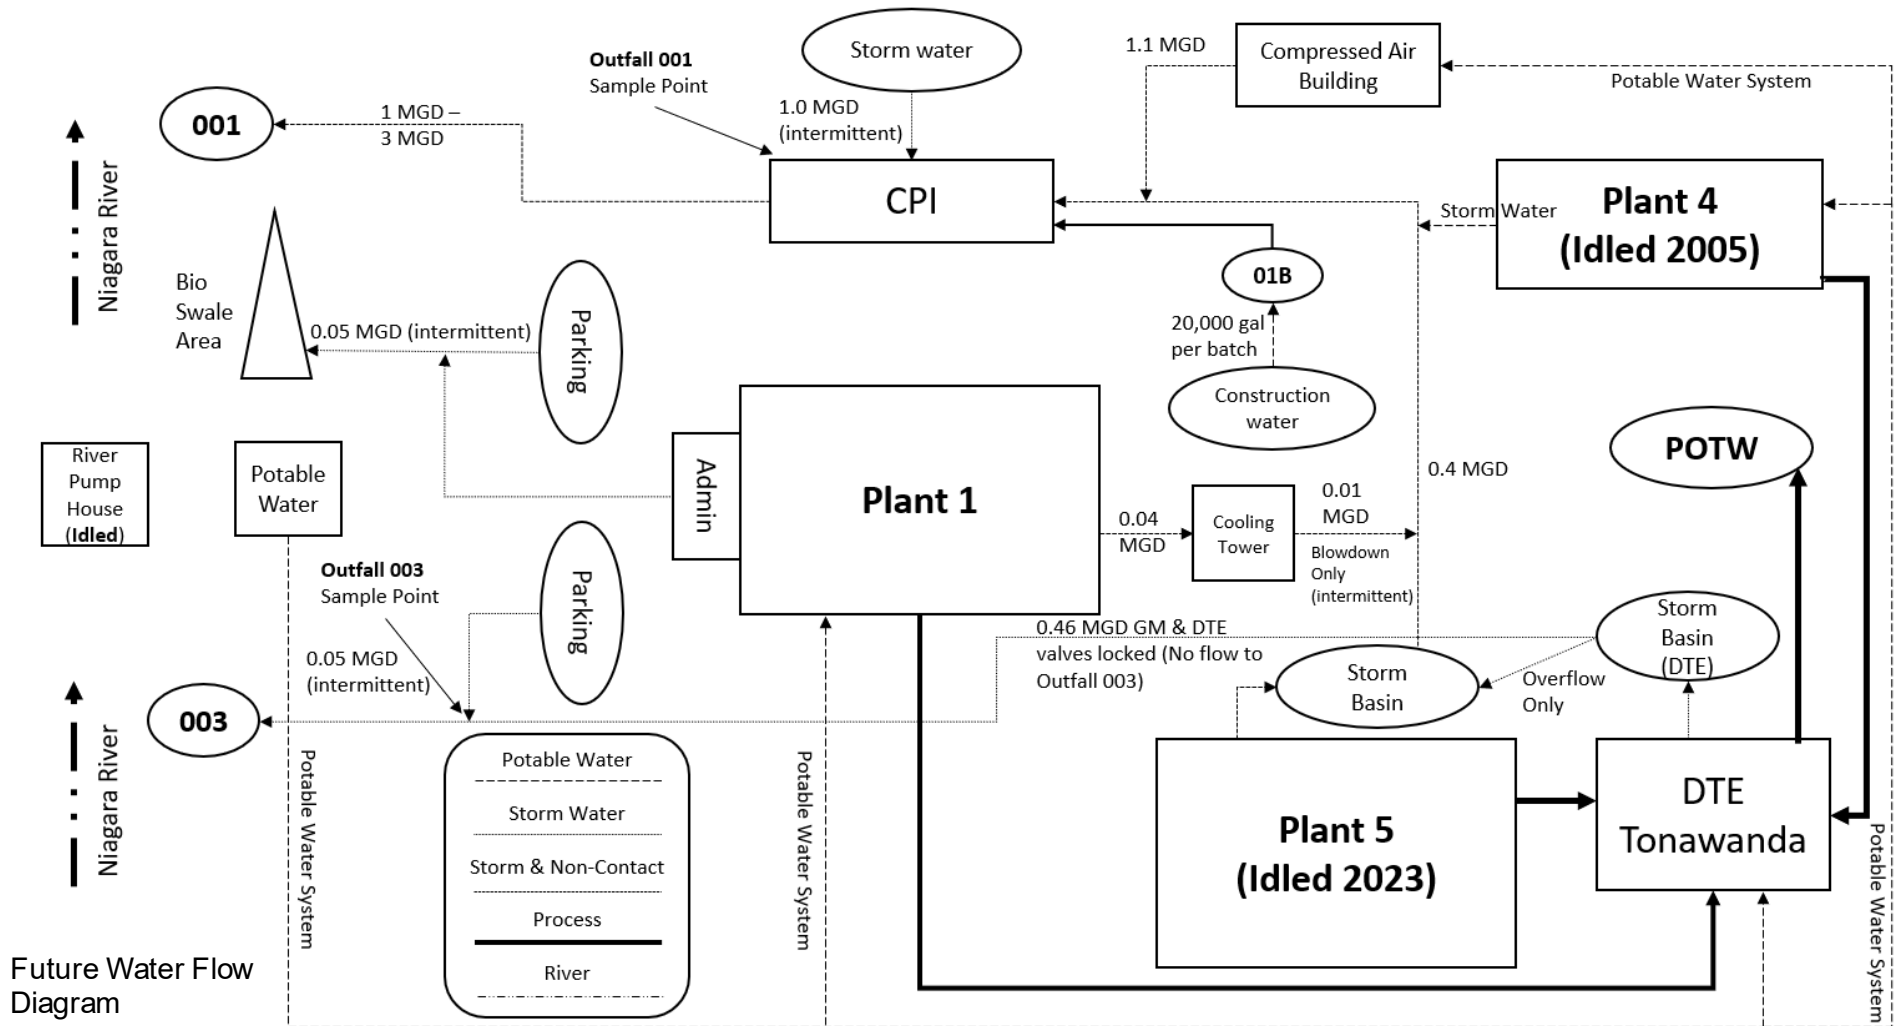 Storm water
Outfall 001
Sample Point
1.0 MGD
(intermittent)
1.1 MGD
Compressed Air
Building
Potable Water System
001
1 MGD –
3 MGD
CPI
Storm Water
Plant 4
(Idled 2005)
Niagara River
Bio
Swale
Area
0.05 MGD (intermittent)
Parking
01B
20,000 gal
per batch
Construction
water
POTW
River
Pump
House
(Idled)
Potable
Water
Admin
Plant 1
0.04
MGD
Cooling
Tower
0.01
MGD
Blowdown
Only
(intermittent)
0.4 MGD
Outfall 003
Sample Point
Parking
0.05 MGD
(intermittent)
0.46 MGD GM & DTE
valves locked (No flow to
Outfall 003)
Storm
Basin
Storm
Basin
(DTE)
Overflow
Only
003
Niagara River
Potable Water System
Potable Water
Storm Water
Storm & Non-Contact
Process
River
Potable Water System
Plant 5
(Idled 2023)
DTE
Tonawanda
Potable Water System
Future Water Flow
Diagram